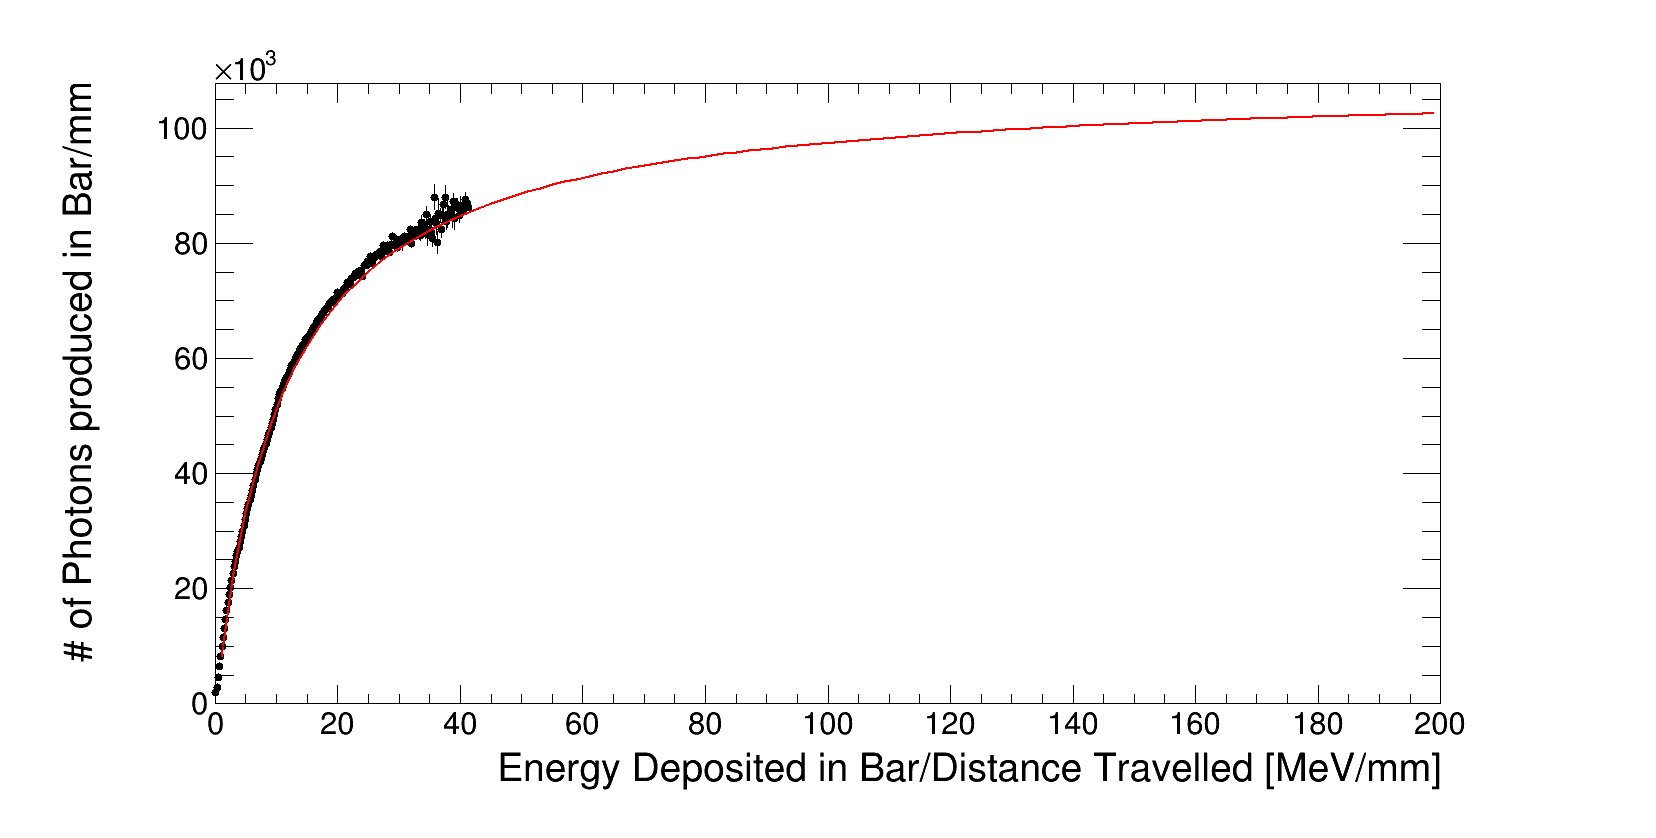 ×10³
# of Photons produced in Bar/mm
100
80
60
40
20
0
0 20 40 60 80 100 120 140 160 180 200
Energy Deposited in Bar/Distance Travelled [MeV/mm]